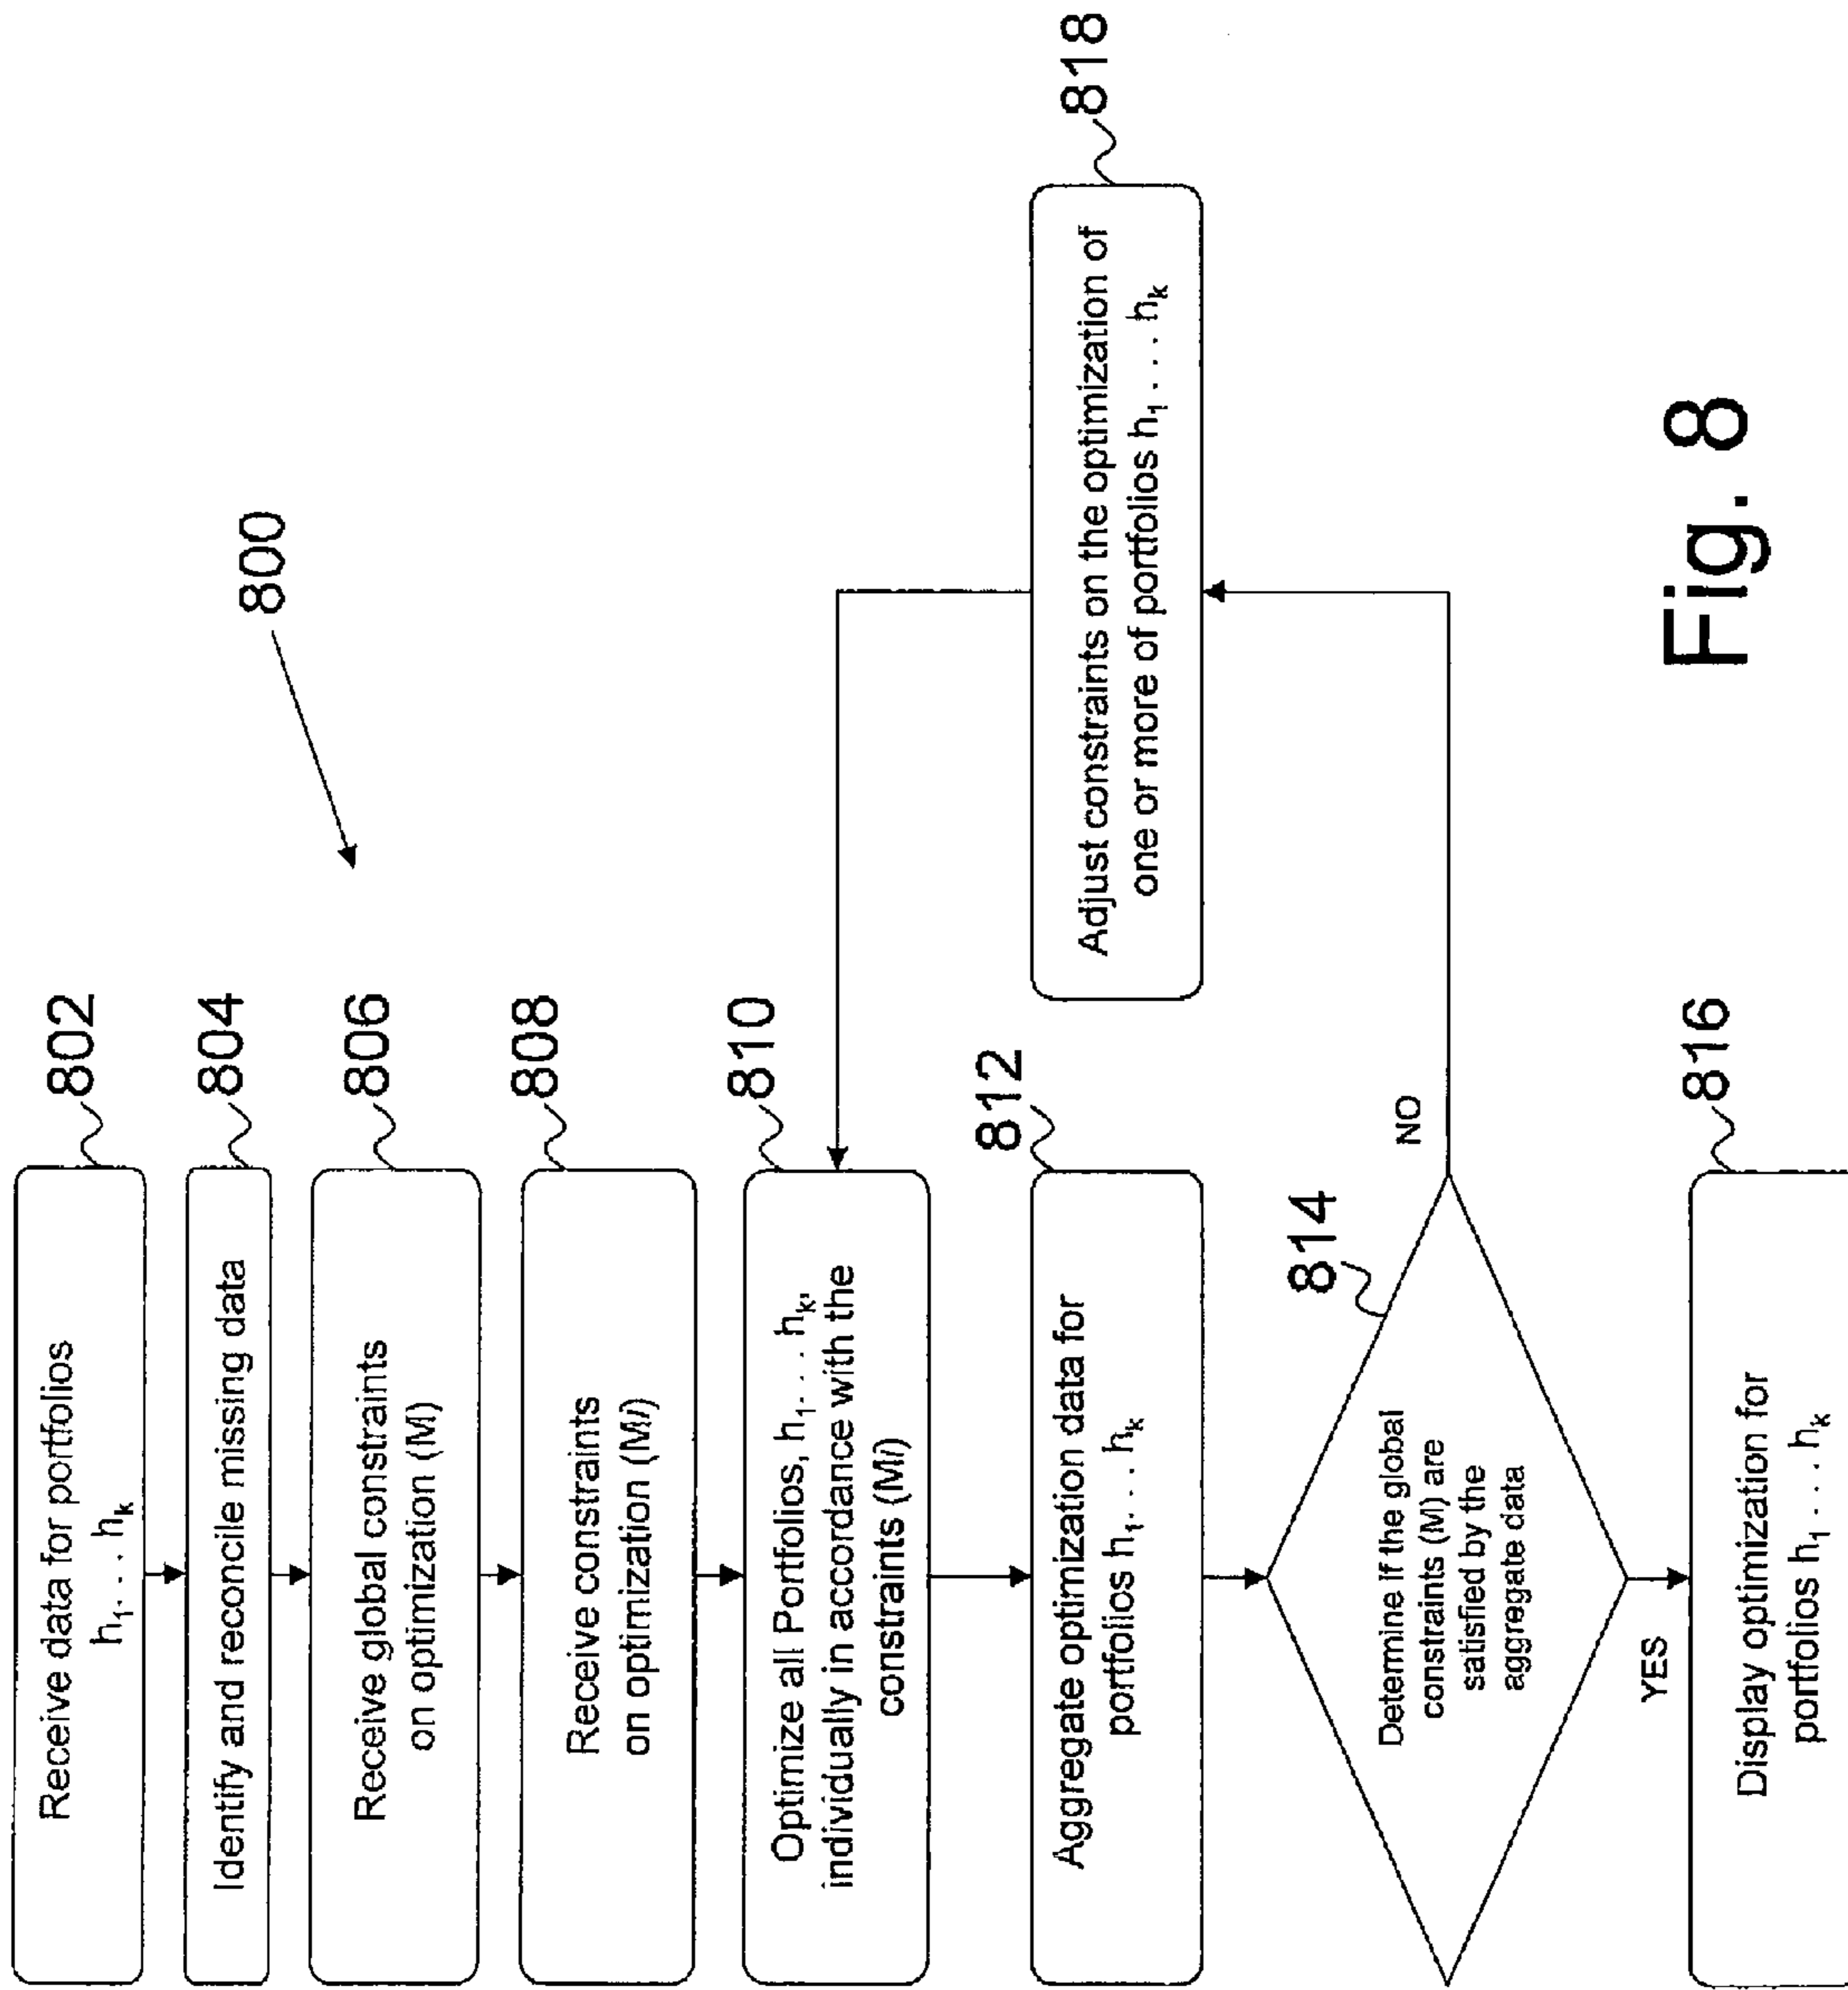 800
Receive data for portfolios
h₁. . . hₖ
802
Identify and reconcile missing data
804
Receive global constraints
on optimization (M)
806
Receive constraints
on optimization (Mi)
808
Optimize all Portfolios, h₁. . . hₖ,
individually in accordance with the
constraints (Mi)
810
Aggregate optimization data for
portfolios h₁. . . hₖ
812
Determine If the global
constraints (M) are
satisfied by the
aggregate data
814
NO
YES
Adjust constraints on the optimization of
one or more of portfolios h₁. . . hₖ
818
Display optimization for
portfolios h₁ . . . hₖ
816
Fig. 8